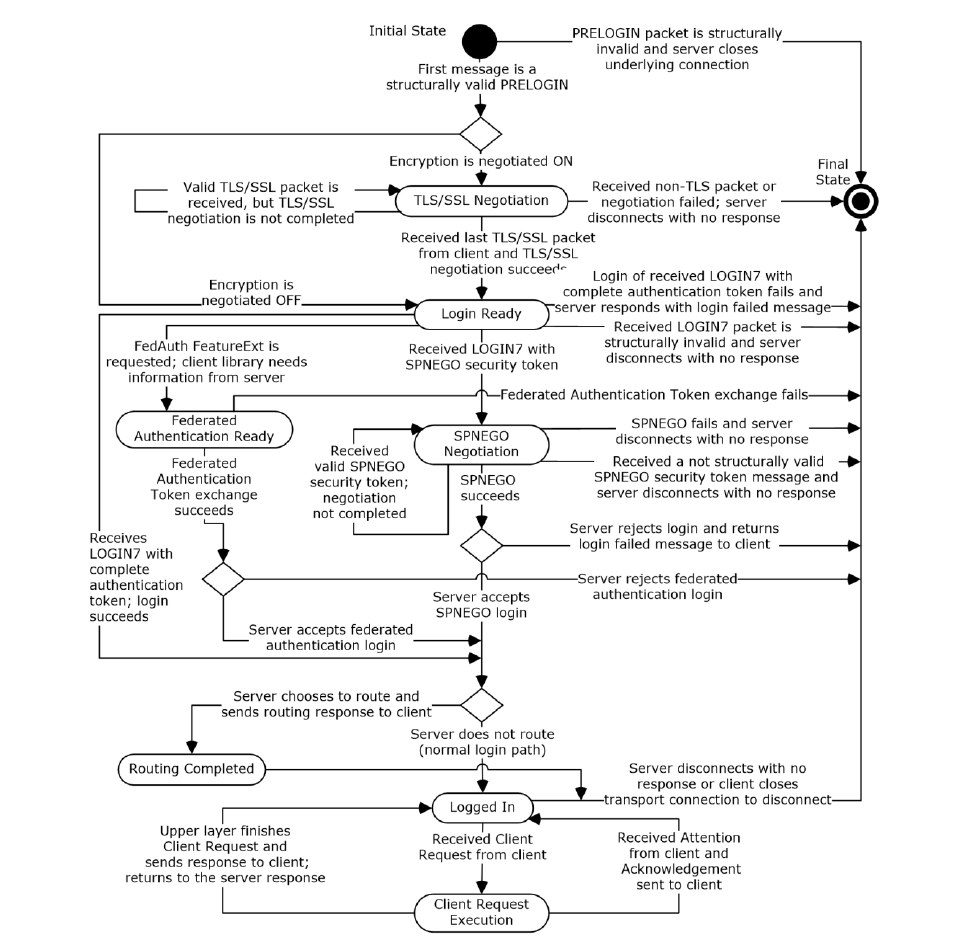 Initial State
PRELOGIN packet is structurally
invalid and server closes
underlying connection
First message is a
structurally valid PRELOGIN
Encryption is negotiated ON
Final
State
Valid TLS/SSL packet is
received, but TLS/SSL
negotiation is not completed
TLS/SSL Negotiation
Received non-TLS packet or
negotiation failed; server
disconnects with no response
Received last TLS/SSL packet
from client and TLS/SSL
negotiation succeeds
Encryption is
negotiated OFF
Login of received LOGIN7 with
complete authentication token fails and
server responds with login failed message
Login Ready
Received LOGIN7 packet is
structurally invalid and server
disconnects with no response
FedAuth FeatureExt is
requested; client library needs
information from server
Received LOGIN7 with
SPNEGO security token
Federated Authentication Token exchange fails
Federated
Authentication Ready
SPNEGO
Negotiation
SPNEGO fails and server
disconnects with no response
Received
valid SPNEGO
security token;
negotiation
not completed
Federated
Authentication
Token exchange
succeeds
SPNEGO
succeeds
Received a not structurally valid
SPNEGO security token message and
server disconnects with no response
Server rejects login and returns
login failed message to client
Receives
LOGIN7 with
complete
authentication
token; login
succeeds
Server rejects federated
authentication login
Server accepts
SPNEGO login
Server accepts federated
authentication login
Server chooses to route and
sends routing response to client
Server does not route
(normal login path)
Routing Completed
Server disconnects with no
response or client closes
transport connection to disconnect
Logged In
Upper layer finishes
Client Request and
sends response to client;
returns to the server response
Received Client
Request from client
Received Attention
from client and
Acknowledgement
sent to client
Client Request
Execution